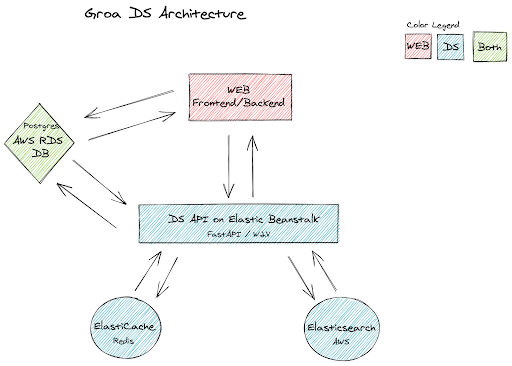 Groa DS Architecture
Color Legend
WEB
DS
Both
WEB
Frontend/Backend
Postgres
AWS RDS
DB
DS API on Elastic Beanstalk
FastAPI / W2V
ElastiCache
Redis
Elasticsearch
AWS